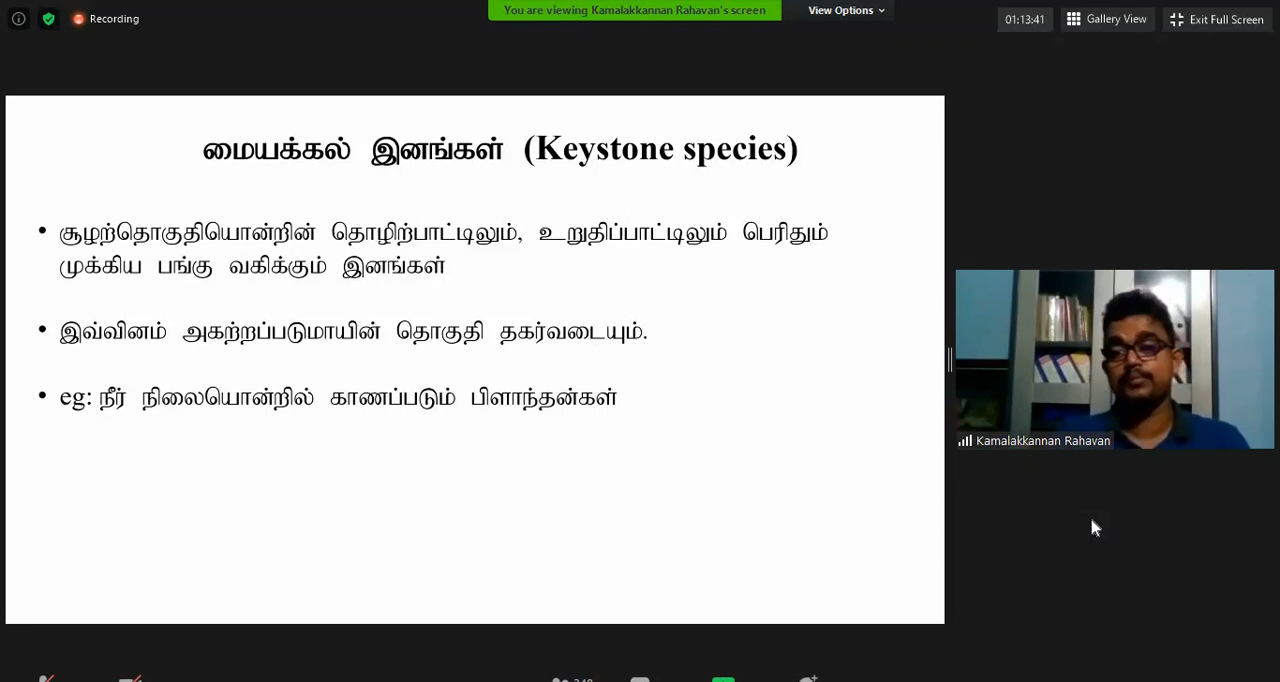 Recording
You are viewing Kamalakkannan Rahavan's screen
View Options
01:13:41
Gallery View
Exit Full Screen
மையக்கல் இனங்கள் (Keystone species)
• சூழற்தொகுதியொன்றின் தொழிற்பாட்டிலும், உறுதிப்பாட்டிலும் பெரிதும்
முக்கிய பங்கு வகிக்கும் இனங்கள்
• இவ்வினம் அகற்றப்படுமாயின் தொகுதி தகர்வடையும்.
• eg: நீர் நிலையொன்றில் காணப்படும் பிளாந்தன்கள்
Kamalakkannan Rahavan